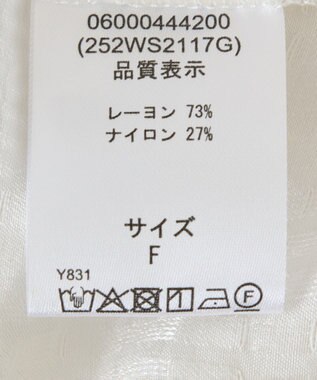 06000444200
(252WS2117G)
品質表示
レーヨン 73%
ナイロン 27%
サイズ
F
Y831
F